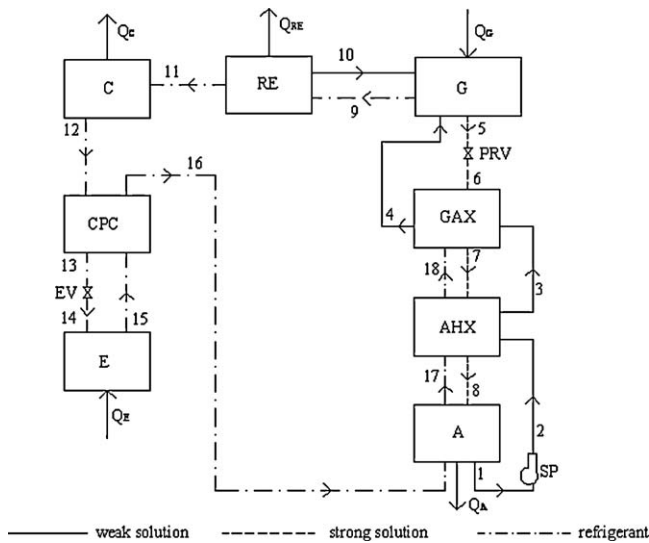 Qc
QRE
QG
C
11
RE
10
9
G
12
5
PRV
16
6
CPC
4
GAX
13
18
7
3
EV
14
15
AHX
E
17
8
2
QE
A
1
SP
QA
weak solution
strong solution
refrigerant